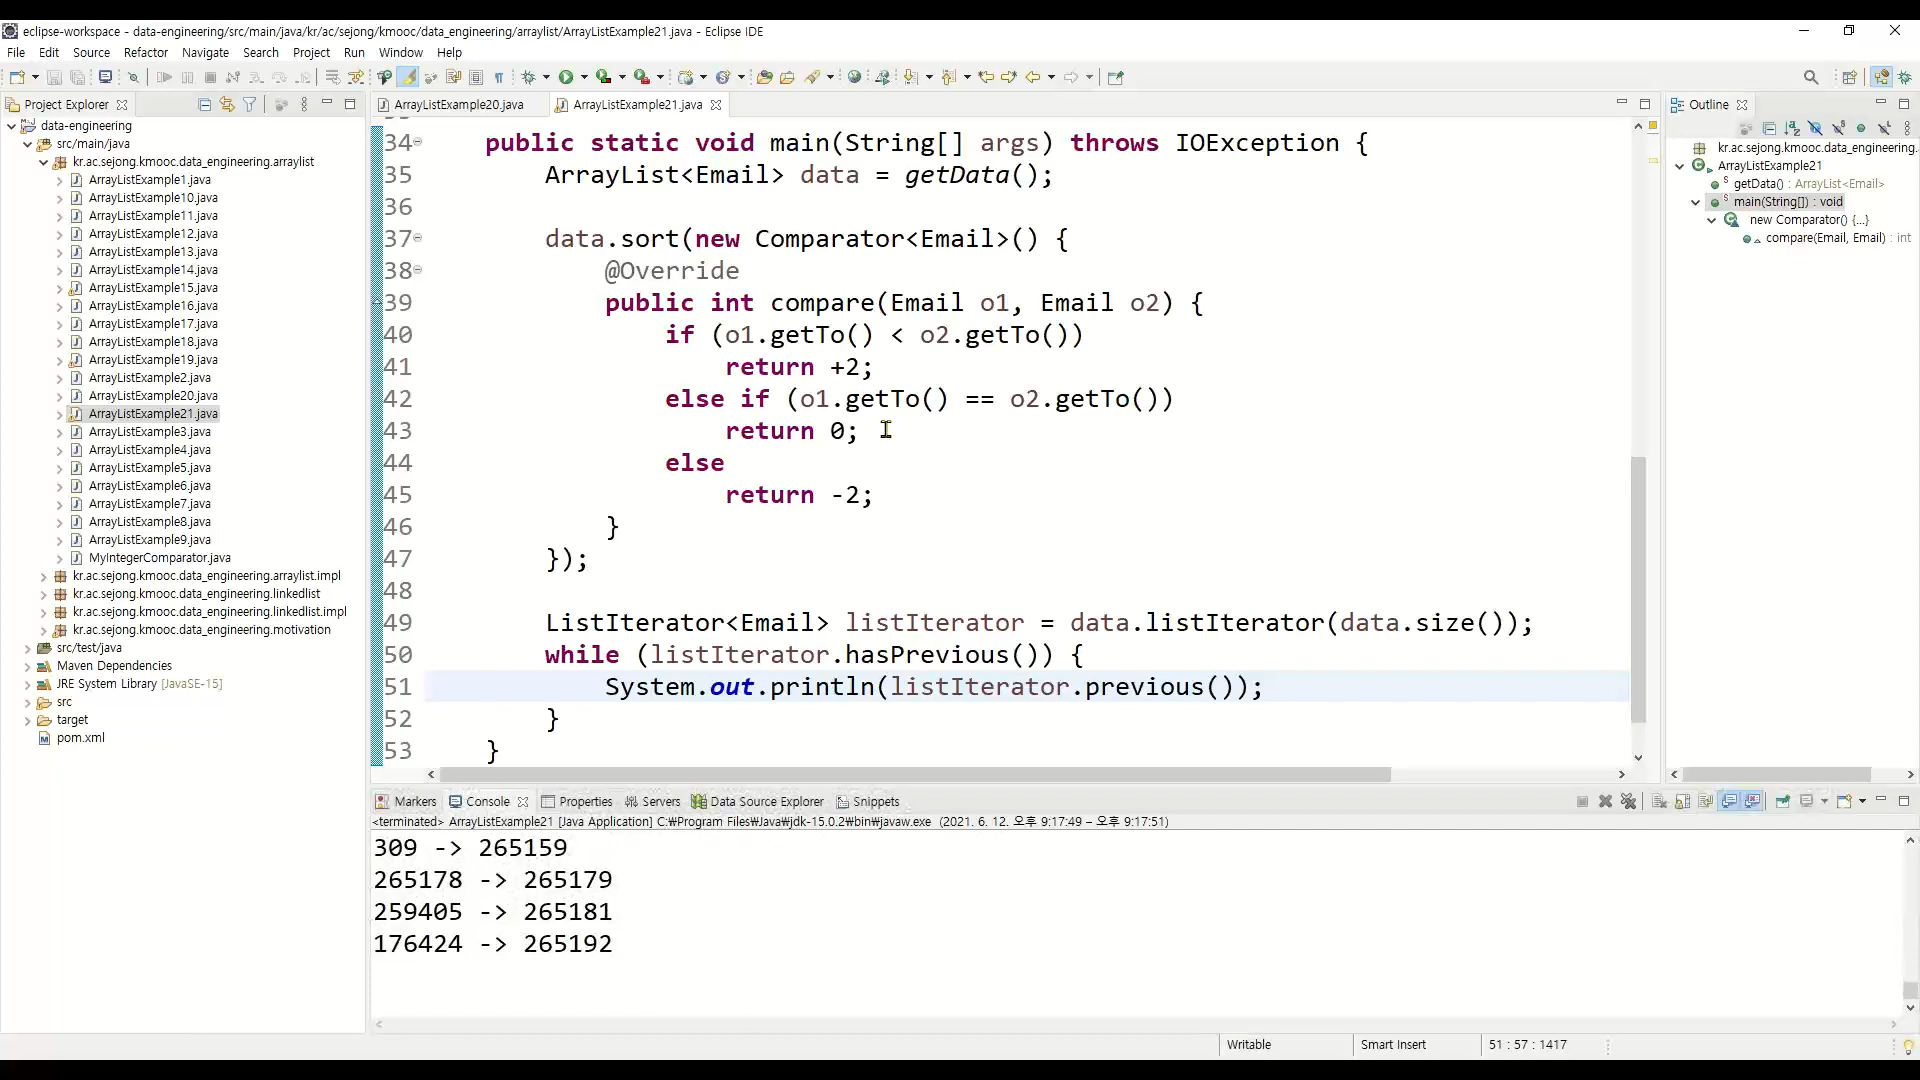 eclipse-workspace - data-engineering/src/main/java/kr/ac/sejong/kmooc/data_engineering/arraylist/ArrayListExample21.java - Eclipse IDE
File Edit Source Refactor Navigate Search Project Run Window Help
Project Explorer
data-engineering
src/main/java
kr.ac.sejong.kmooc.data_engineering.arraylist
ArrayListExample1.java
ArrayListExample10.java
ArrayListExample11.java
ArrayListExample12.java
ArrayListExample13.java
ArrayListExample14.java
ArrayListExample15.java
ArrayListExample16.java
ArrayListExample17.java
ArrayListExample18.java
ArrayListExample19.java
ArrayListExample2.java
ArrayListExample20.java
ArrayListExample21.java
ArrayListExample3.java
ArrayListExample4.java
ArrayListExample5.java
ArrayListExample6.java
ArrayListExample7.java
ArrayListExample8.java
ArrayListExample9.java
MyIntegerComparator.java
kr.ac.sejong.kmooc.data_engineering.arraylist.impl
kr.ac.sejong.kmooc.data_engineering.linkedlist
kr.ac.sejong.kmooc.data_engineering.linkedlist.impl
kr.ac.sejong.kmooc.data_engineering.motivation
src/test/java
Maven Dependencies
JRE System Library [JavaSE-15]
src
target
pom.xml
ArrayListExample20.java ArrayListExample21.java
34 public static void main(String[] args) throws IOException {
35 ArrayList<Email> data = getData();
36
37 data.sort(new Comparator<Email>() {
38 @Override
39 public int compare(Email o1, Email o2) {
40 if (o1.getTo() < o2.getTo())
41 return +2;
42 else if (o1.getTo() == o2.getTo())
43 return 0;
44 else
45 return -2;
46 }
47 });
48
49 ListIterator<Email> listIterator = data.listIterator(data.size());
50 while (listIterator.hasPrevious()) {
51 System.out.println(listIterator.previous());
52 }
53 }
Outline
kr.ac.sejong.kmooc.data_engineering.
ArrayListExample21
getData() : ArrayList<Email>
main(String[]) : void
new Comparator() {...}
compare(Email, Email) : int
Markers Console Properties Servers Data Source Explorer Snippets
<terminated> ArrayListExample21 [Java Application] C:₩Program Files₩Java₩jdk-15.0.2₩bin₩javaw.exe (2021. 6. 12. 오후 9:17:49 – 오후 9:17:51)
309 -> 265159
265178 -> 265179
259405 -> 265181
176424 -> 265192
Writable Smart Insert 51 : 57 : 1417